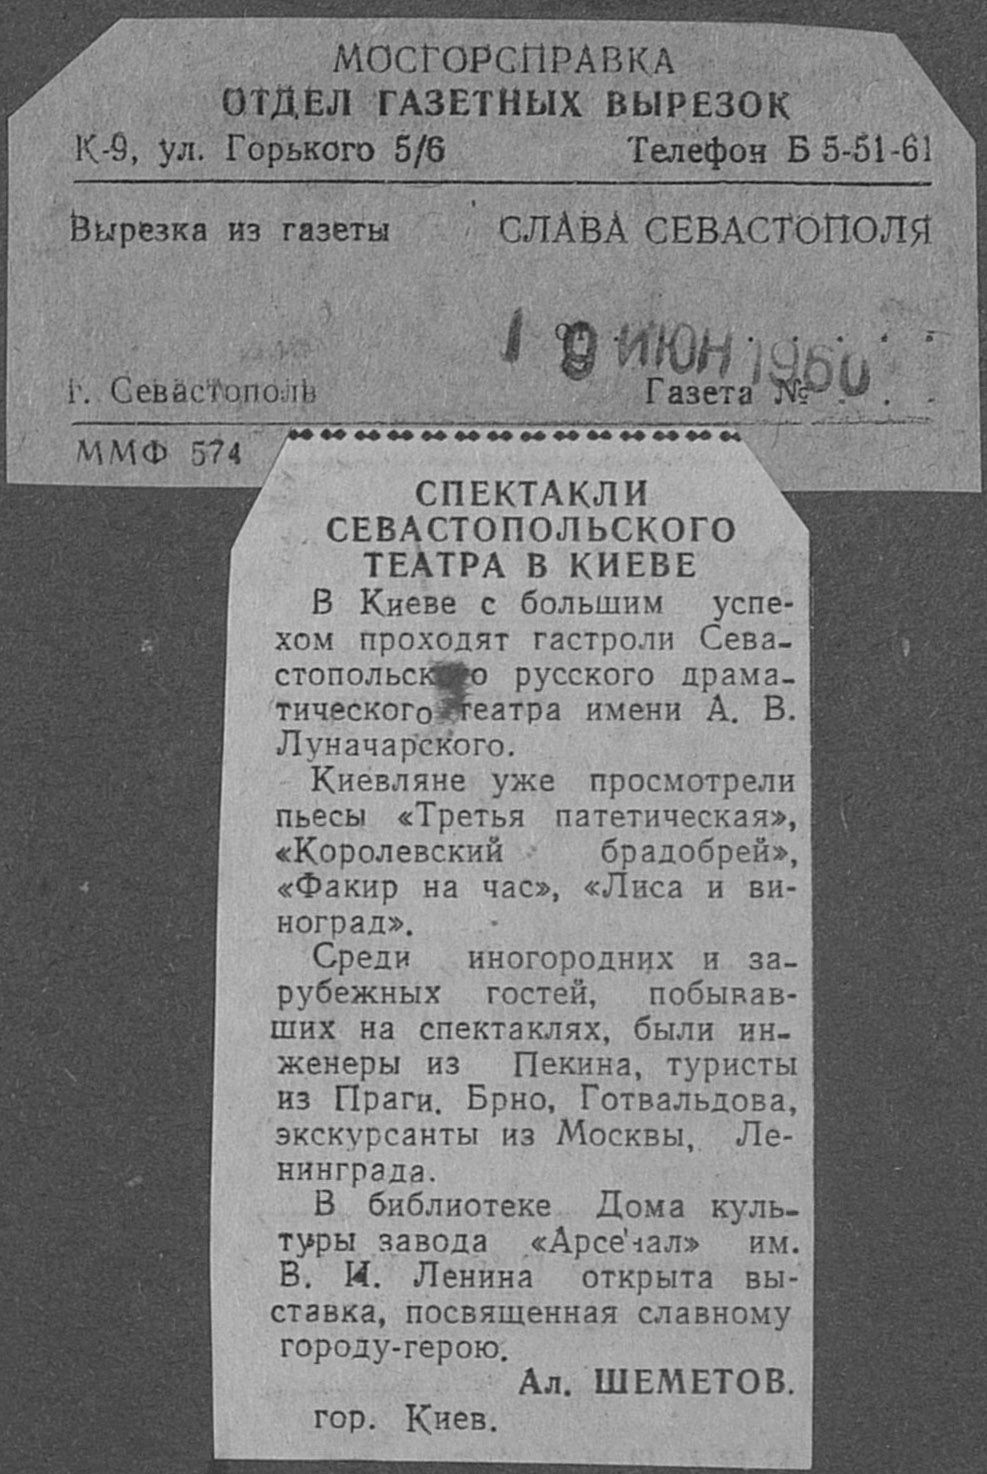 МОСГОРСПРАВКА
ОТДЕЛ ГАЗЕТНЫХ ВЫРЕЗОК
К-9, ул. Горького 5/6 Телефон Б 5-51-61
Вырезка из газеты СЛАВА СЕВАСТОПОЛЯ
ИЮН 1960
г. Севастополь Газета № . . .
ММФ 574
СПЕКТАКЛИ
СЕВАСТОПОЛЬСКОГО
ТЕАТРА В КИЕВЕ
В Киеве с большим успе-
хом проходят гастроли Сева-
стопольского русского драма-
тического театра имени А. В.
Луначарского.
Киевляне уже просмотрели
пьесы «Третья патетическая»,
«Королевский брадобрей»,
«Факир на час», «Лиса и ви-
ноград».
Среди иногородних и за-
рубежных гостей, побывав-
ших на спектаклях, были ин-
женеры из Пекина, туристы
из Праги. Брно, Готвальдова,
экскурсанты из Москвы, Ле-
нинграда.
В библиотеке Дома куль-
туры завода «Арсенал» им.
В. И. Ленина открыта вы-
ставка, посвященная славному
городу-герою.
Ал. ШЕМЕТОВ.
гор. Киев.